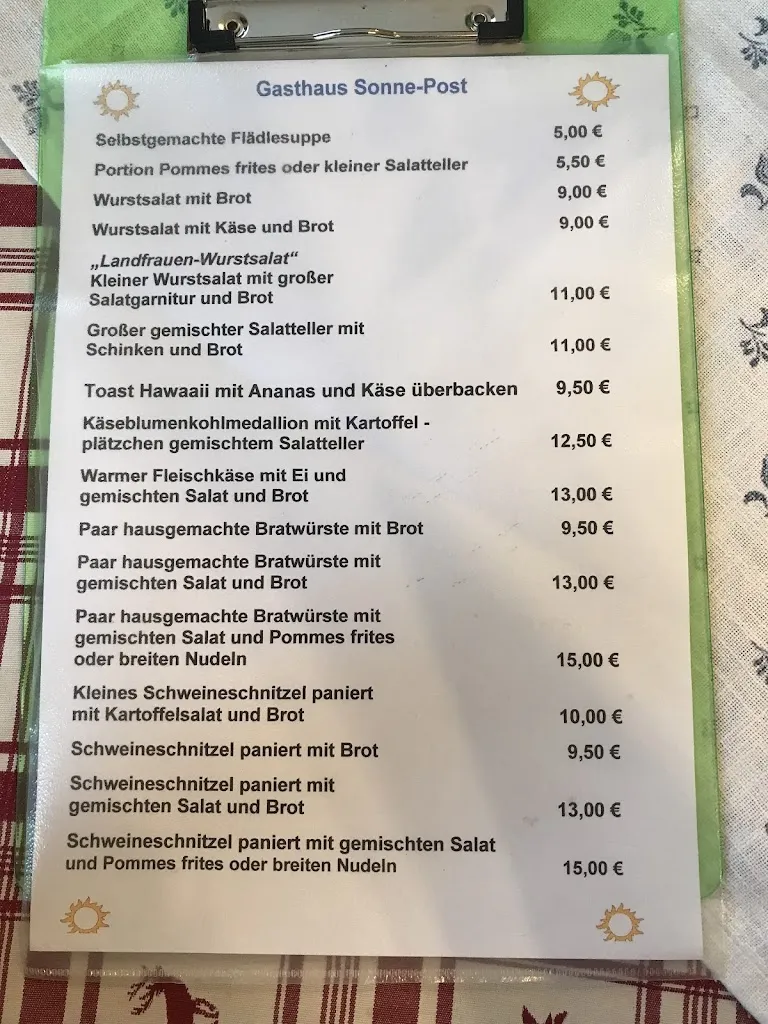 Gasthaus Sonne-Post
Selbstgemachte Flädlesuppe 5,00 €
Portion Pommes frites oder kleiner Salatteller 5,50 €
Wurstsalat mit Brot 9,00 €
Wurstsalat mit Käse und Brot 9,00 €
„Landfrauen-Wurstsalat“
Kleiner Wurstsalat mit großer
Salatgarnitur und Brot 11,00 €
Großer gemischter Salatteller mit
Schinken und Brot 11,00 €
Toast Hawaaii mit Ananas und Käse überbacken 9,50 €
Käseblumenkohlmedallion mit Kartoffel -
plätzchen gemischtem Salatteller 12,50 €
Warmer Fleischkäse mit Ei und
gemischten Salat und Brot 13,00 €
Paar hausgemachte Bratwürste mit Brot 9,50 €
Paar hausgemachte Bratwürste mit
gemischten Salat und Brot 13,00 €
Paar hausgemachte Bratwürste mit
gemischten Salat und Pommes frites
oder breiten Nudeln 15,00 €
Kleines Schweineschnitzel paniert
mit Kartoffelsalat und Brot 10,00 €
Schweineschnitzel paniert mit Brot 9,50 €
Schweineschnitzel paniert mit
gemischten Salat und Brot 13,00 €
Schweineschnitzel paniert mit gemischten Salat
und Pommes frites oder breiten Nudeln 15,00 €